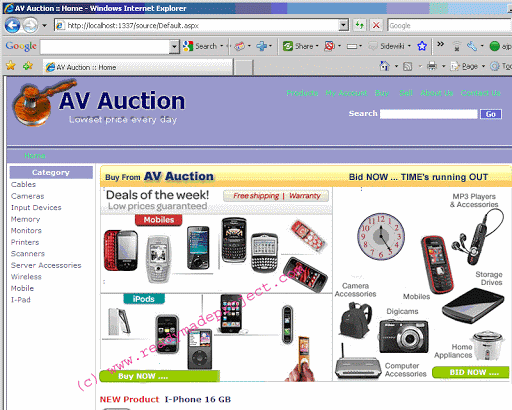 AV Auction :: Home - Windows Internet Explorer
http://localhost:1337/source/Default.aspx
Google
Google
Search
Share
Sidewiki
AV Auction :: Home
Page
AV Auction
Lowset price every day
Products My Account Buy Sell About Us Contact Us
Search
Go
Home
Category
Cables
Cameras
Input Devices
Memory
Monitors
Printers
Scanners
Server Accessories
Wireless
Mobile
I-Pad
Buy From AV Auction
Bid NOW ... TIME's running OUT
Deals of the week!
Low prices guaranteed
Free shipping | Warranty
Mobiles
iPods
Buy NOW ....
MP3 Players
& Accessories
Mobiles
Storage
Drives
Camera
Accessories
Digicams
Home
Appliances
Computer
Accessories
BID NOW ....
(c) www.readymadeproject.com
NEW Product I-Phone 16 GB